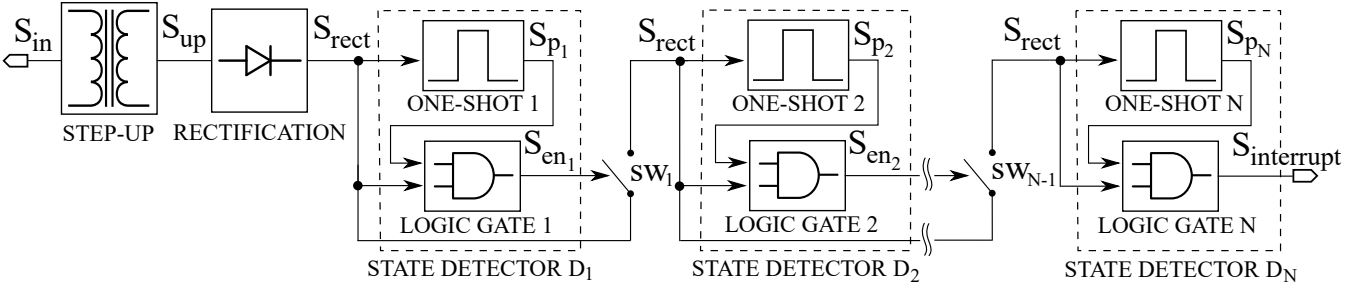 S_in
STEP-UP
S_up
RECTIFICATION
S_rect
S_p1
ONE-SHOT 1
S_en1
LOGIC GATE 1
STATE DETECTOR D_1
SW_1
S_rect
S_p2
ONE-SHOT 2
S_en2
LOGIC GATE 2
STATE DETECTOR D_2
SW_N-1
S_rect
S_pN
ONE-SHOT N
S_interrupt
LOGIC GATE N
STATE DETECTOR D_N